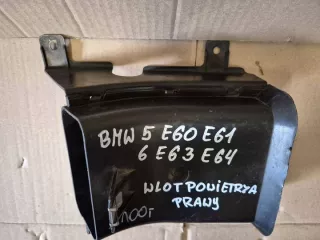 BMW 5 E60 E61
6 E63 E64
WLOT POWIETRZA
PRAWY